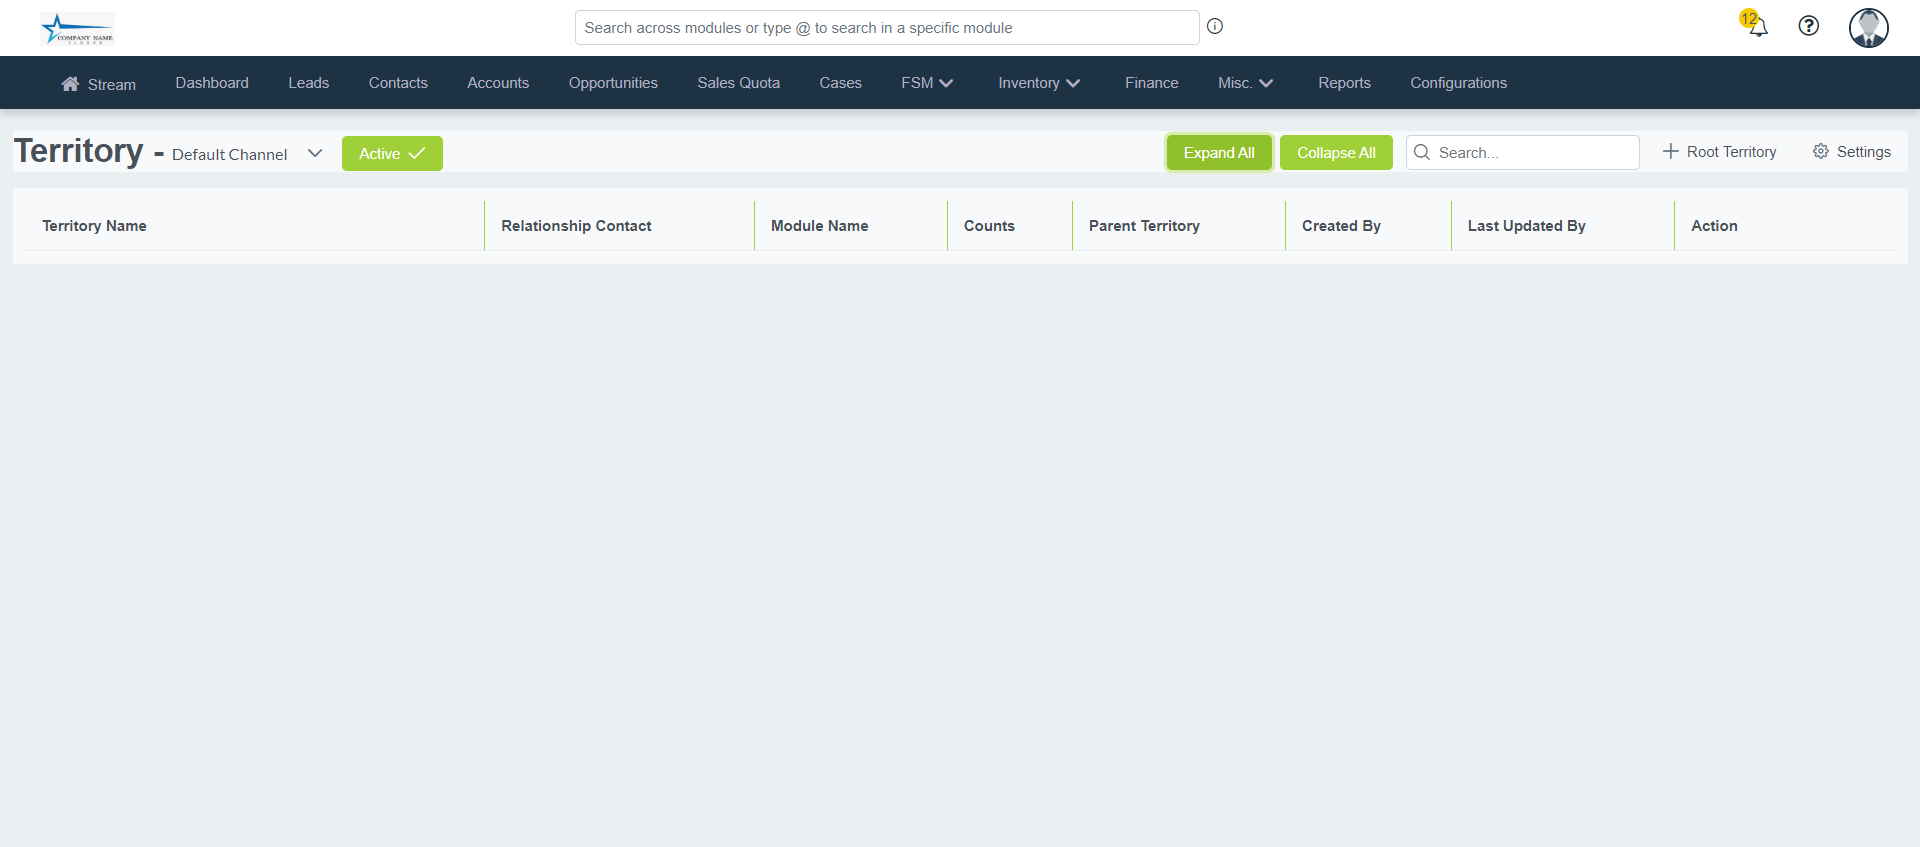 COMPANY NAME
Search across modules or type @ to search in a specific module
12
Stream Dashboard Leads Contacts Accounts Opportunities Sales Quota Cases FSM Inventory Finance Misc. Reports Configurations
Territory - Default Channel Active Expand All Collapse All Search... Root Territory Settings
Territory Name Relationship Contact Module Name Counts Parent Territory Created By Last Updated By Action